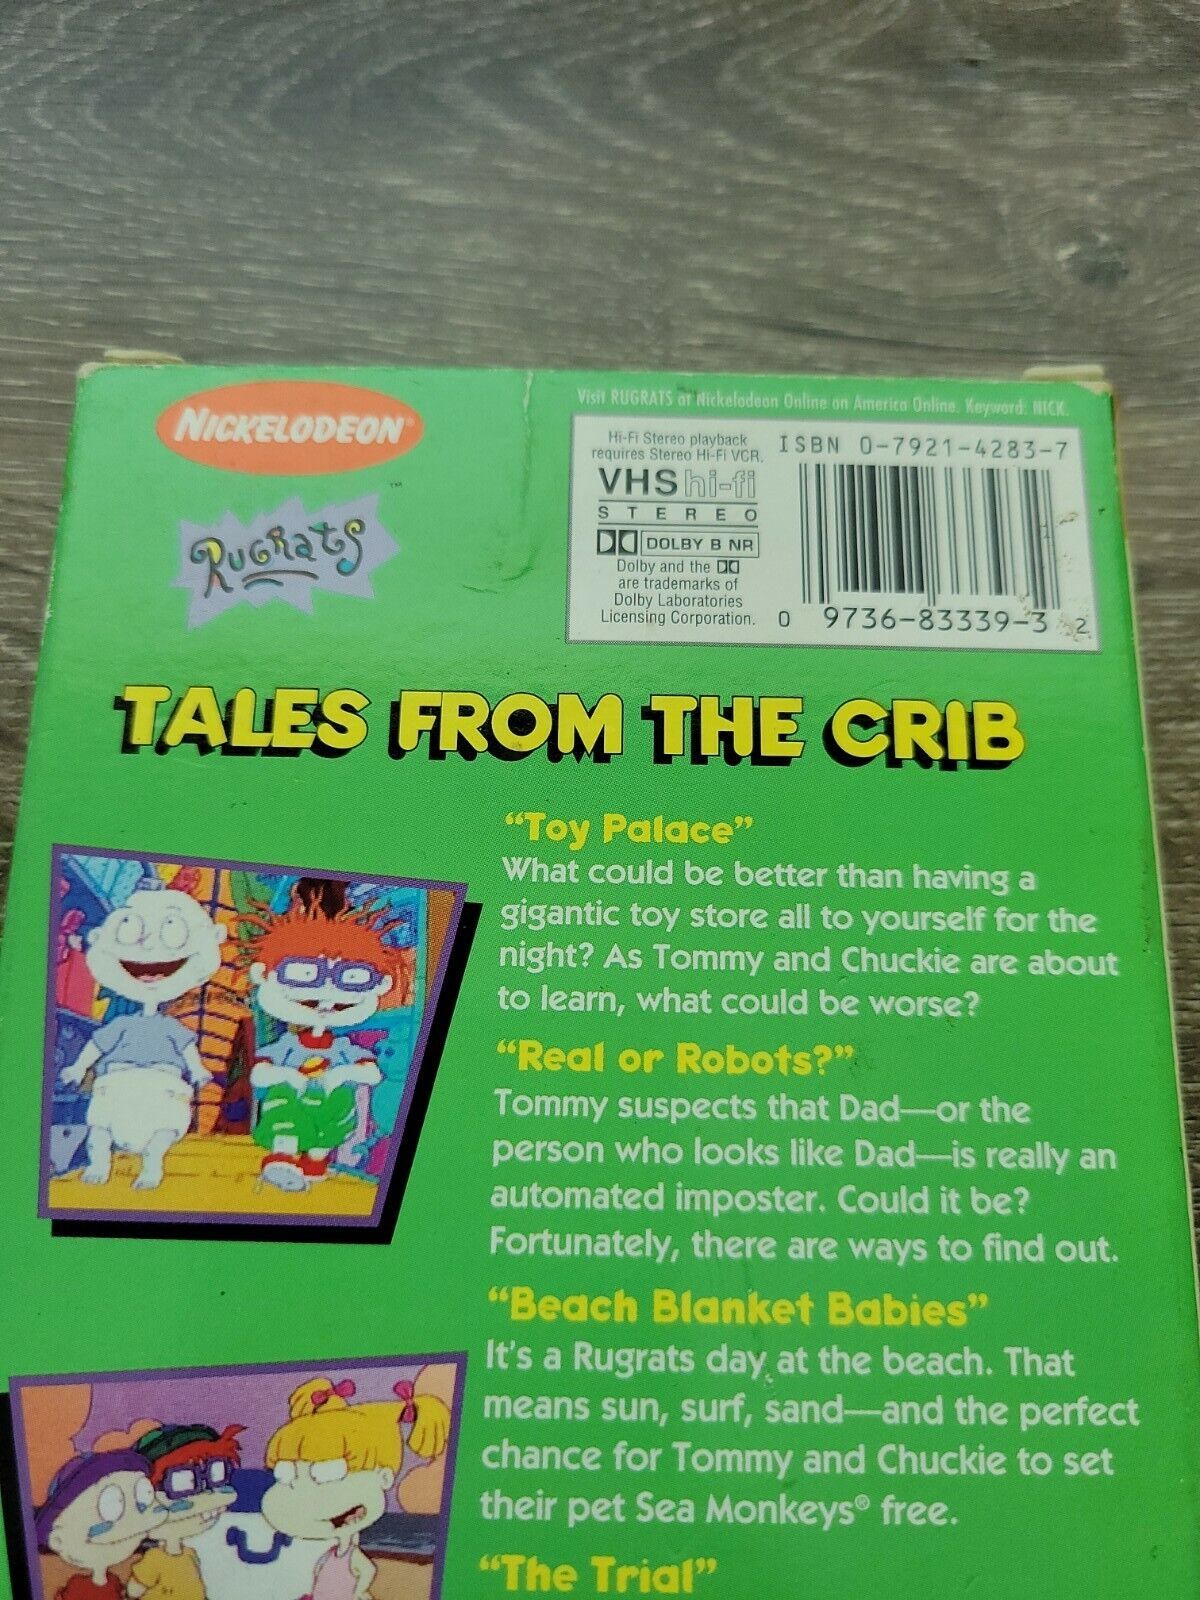 NICKELODEON®
RUGRATS™
Visit RUGRATS at Nickelodeon Online on America Online. Keyword: NICK.
Hi-Fi Stereo playback
requires Stereo Hi-Fi VCR.
VHS hi-fi
STEREO
DOLBY B NR
Dolby and the
are trademarks of
Dolby Laboratories
Licensing Corporation.
ISBN 0-7921-4283-7
0 9736-83339-3 2
TALES FROM THE CRIB
“Toy Palace”
What could be better than having a
gigantic toy store all to yourself for the
night? As Tommy and Chuckie are about
to learn, what could be worse?
“Real or Robots?”
Tommy suspects that Dad—or the
person who looks like Dad—is really an
automated imposter. Could it be?
Fortunately, there are ways to find out.
“Beach Blanket Babies”
It's a Rugrats day at the beach. That
means sun, surf, sand—and the perfect
chance for Tommy and Chuckie to set
their pet Sea Monkeys® free.
“The Trial”